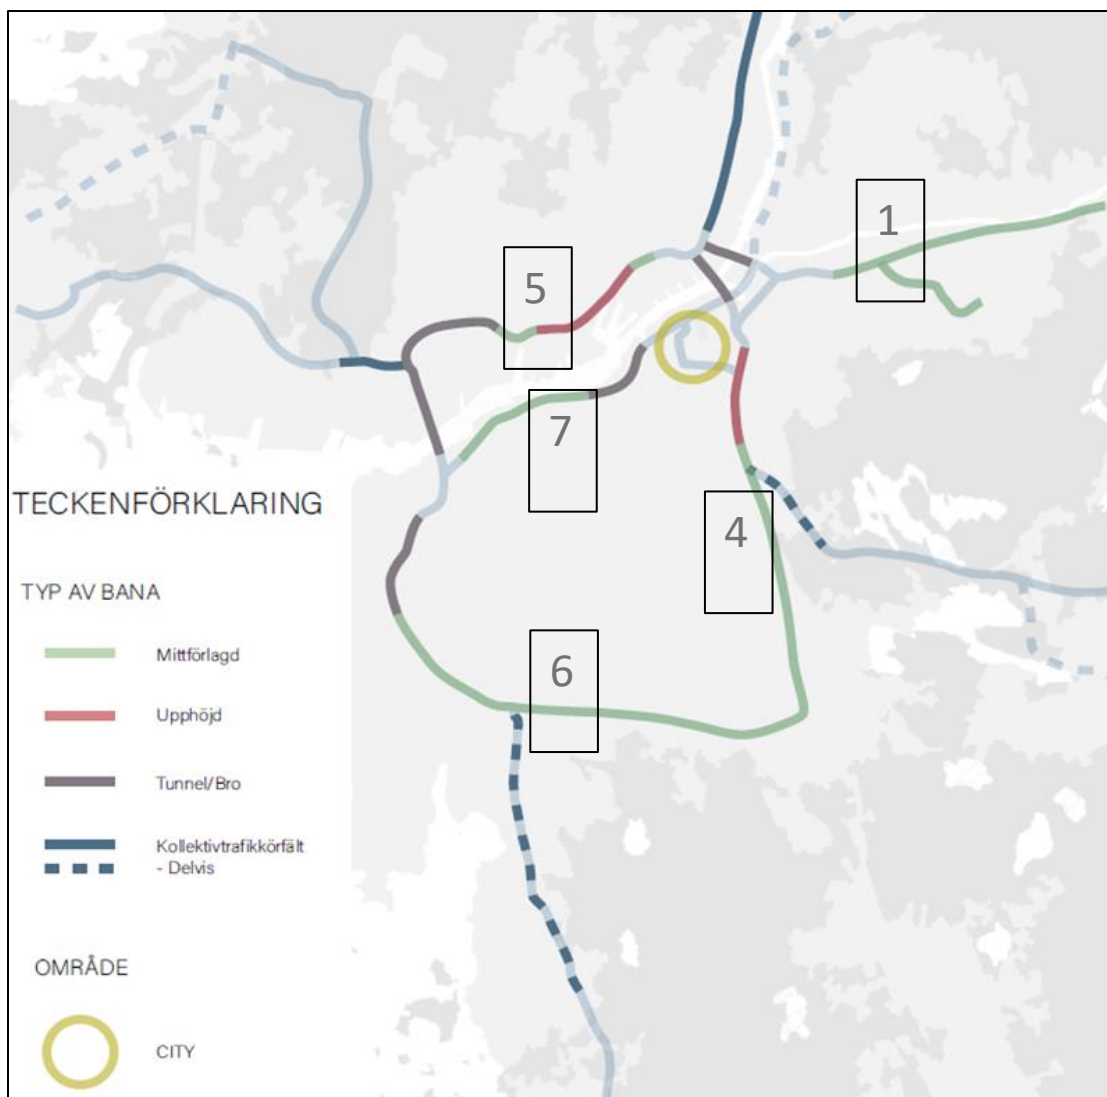 1
5
7
4
6
TECKENFÖRKLARING
TYP AV BANA
Mittförlagd
Upphöjd
Tunnel/Bro
Kollektivtrafikkörfält
- Delvis
OMRÅDE
CITY